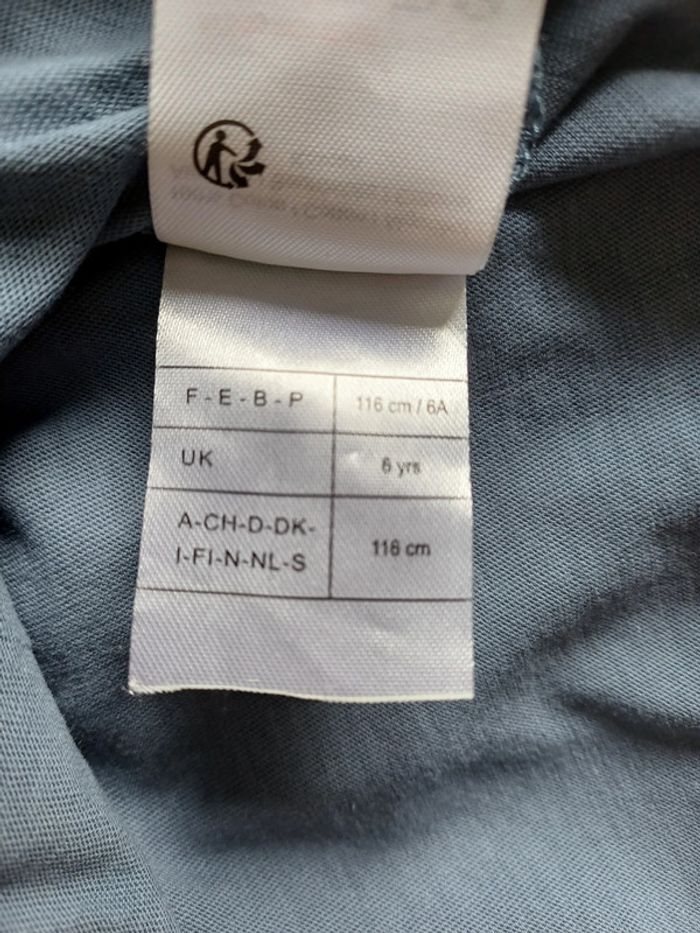 F - E - B - P 116 cm / 6A
UK 6 yrs
A-CH-D-DK- 116 cm
I-FI-N-NL-S